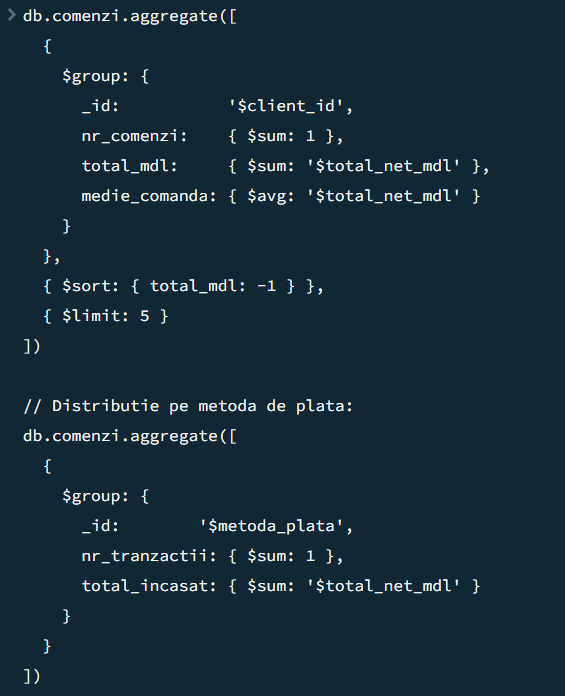 > db.comenzi.aggregate([
  {
    $group: {
      _id:           '$client_id',
      nr_comenzi:    { $sum: 1 },
      total_mdl:     { $sum: '$total_net_mdl' },
      medie_comanda: { $avg: '$total_net_mdl' }
    }
  },
  { $sort: { total_mdl: -1 } },
  { $limit: 5 }
])

// Distributie pe metoda de plata:
db.comenzi.aggregate([
  {
    $group: {
      _id:        '$metoda_plata',
      nr_tranzactii: { $sum: 1 },
      total_incasat: { $sum: '$total_net_mdl' }
    }
  }
])